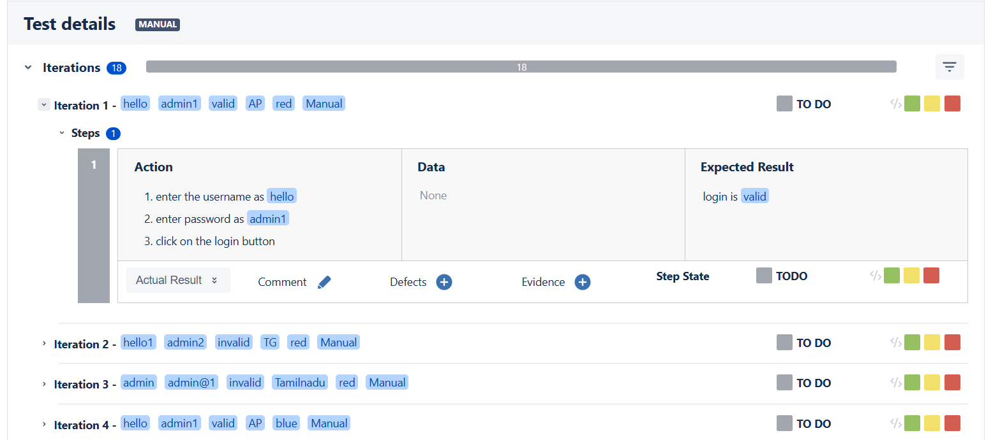 Test details MANUAL
Iterations 18 18
Iteration 1 - hello admin1 valid AP red Manual TO DO </>
Steps 1
1 Action Data Expected Result
1. enter the username as hello None login is valid
2. enter password as admin1
3. click on the login button
Actual Result Comment Defects Evidence Step State TODO </>
Iteration 2 - hello1 admin2 invalid TG red Manual TO DO </>
Iteration 3 - admin admin@1 invalid Tamilnadu red Manual TO DO </>
Iteration 4 - hello admin1 valid AP blue Manual TO DO </>